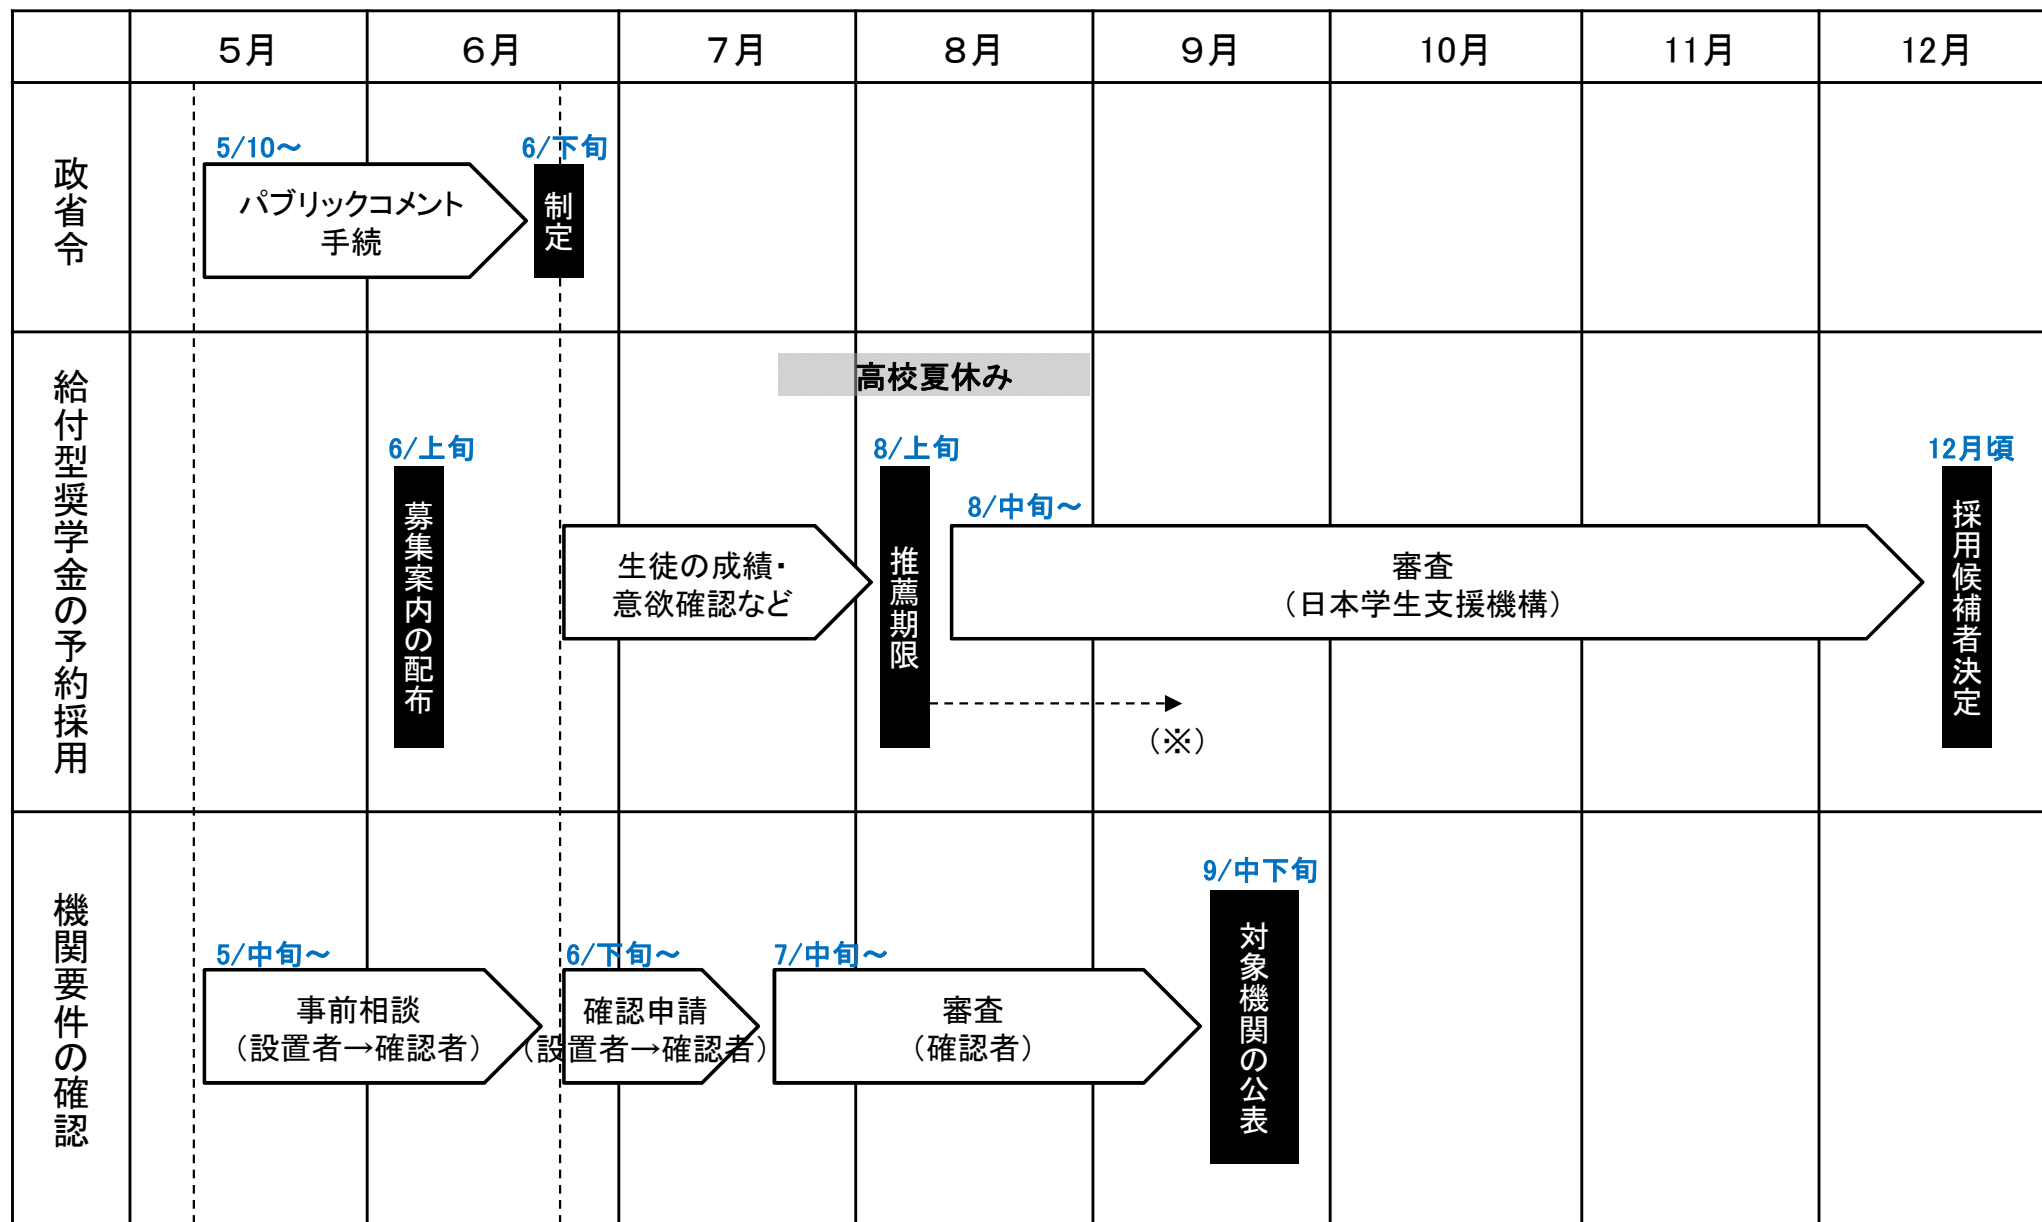 ５月
６月
７月
８月
９月
10月
11月
12月
政省令
5/10～
パブリックコメント
手続
6/下旬
制定
給付型奨学金の予約採用
高校夏休み
6/上旬
募集案内の配布
生徒の成績・
意欲確認など
8/上旬
推薦期限
8/中旬～
審査
（日本学生支援機構）
（※）
12月頃
採用候補者決定
機関要件の確認
5/中旬～
事前相談
（設置者→確認者）
6/下旬～
確認申請
（設置者→確認者）
7/中旬～
審査
（確認者）
9/中下旬
対象機関の公表